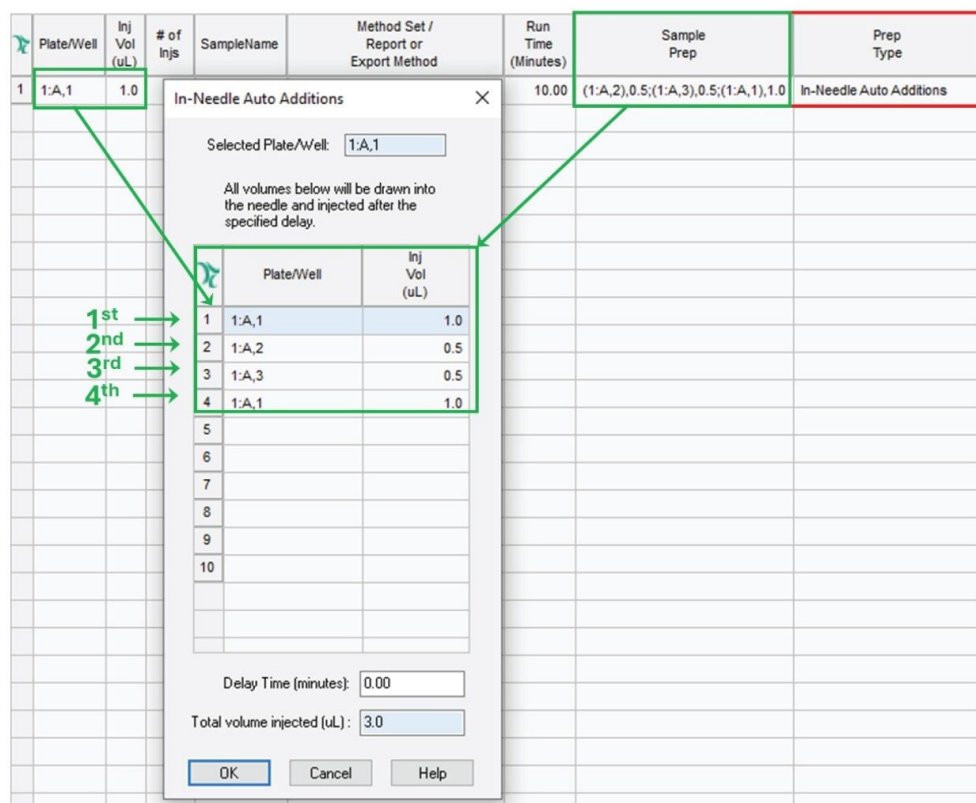 Plate/Well
Inj
Vol
(uL)
# of
Injs
SampleName
Method Set /
Report or
Export Method
Run
Time
(Minutes)
Sample
Prep
Prep
Type
1 1:A,1 1.0 10.00 (1:A,2),0.5;(1:A,3),0.5;(1:A,1),1.0 In-Needle Auto Additions
In-Needle Auto Additions
Selected Plate/Well: 1:A,1
All volumes below will be drawn into
the needle and injected after the
specified delay.
Plate/Well
Inj
Vol
(uL)
1st 1 1:A,1 1.0
2nd 2 1:A,2 0.5
3rd 3 1:A,3 0.5
4th 4 1:A,1 1.0
5
6
7
8
9
10
Delay Time (minutes): 0.00
Total volume injected (uL) : 3.0
OK Cancel Help